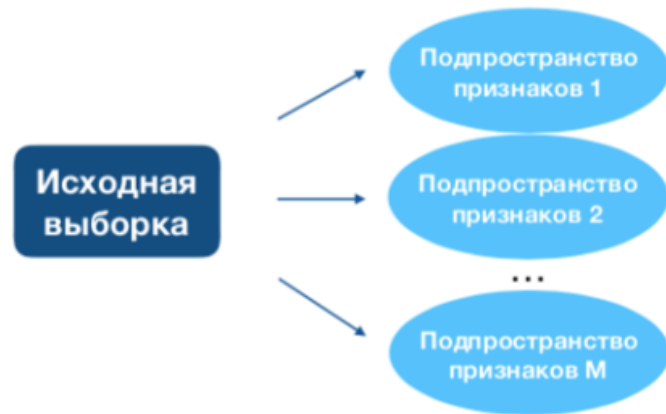 Исходная
выборка
Подпространство
признаков 1
Подпространство
признаков 2
...
Подпространство
признаков M